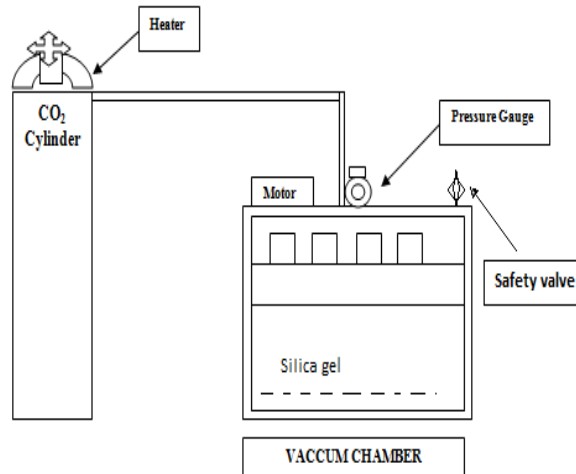 Heater
CO₂
Cylinder
Pressure Gauge
Motor
Safety valve
Silica gel
VACCUM CHAMBER